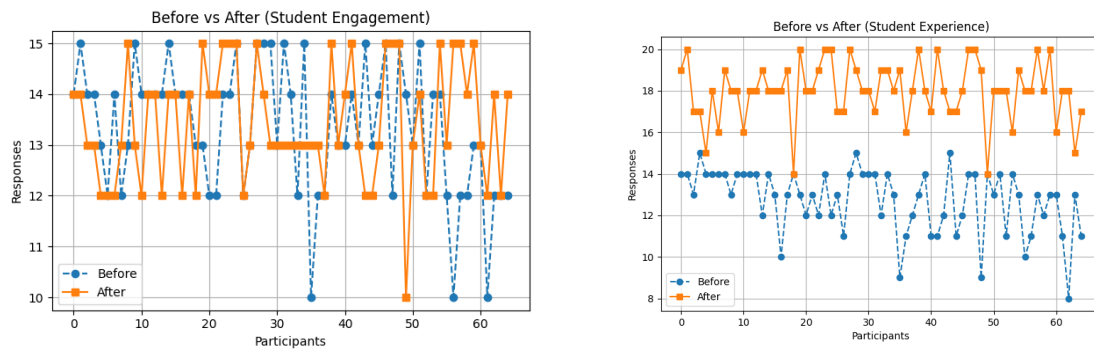 Before vs After (Student Engagement)
Responses
15
14
13
12
11
10
Before
After
0
10
20
30
40
50
60
Participants
Before vs After (Student Experience)
Responses
20
18
16
14
12
10
8
Before
After
0
10
20
30
40
50
60
Participants